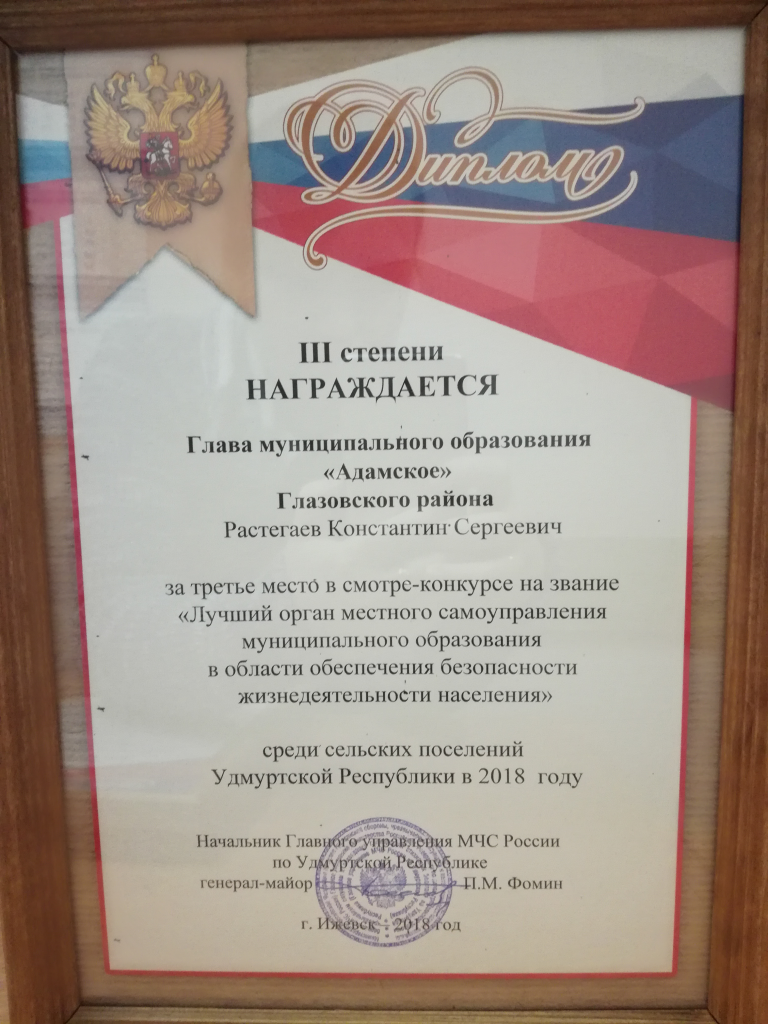 Диплом
III степени
НАГРАЖДАЕТСЯ
Глава муниципального образования
«Адамское»
Глазовского района
Растегаев Константин Сергеевич
за третье место в смотре-конкурсе на звание
«Лучший орган местного самоуправления
муниципального образования
в области обеспечения безопасности
жизнедеятельности населения»
среди сельских поселений
Удмуртской Республики в 2018 году
Начальник Главного управления МЧС России
по Удмуртской Республике
генерал-майор П.М. Фомин
г. Ижевск – 2018 год